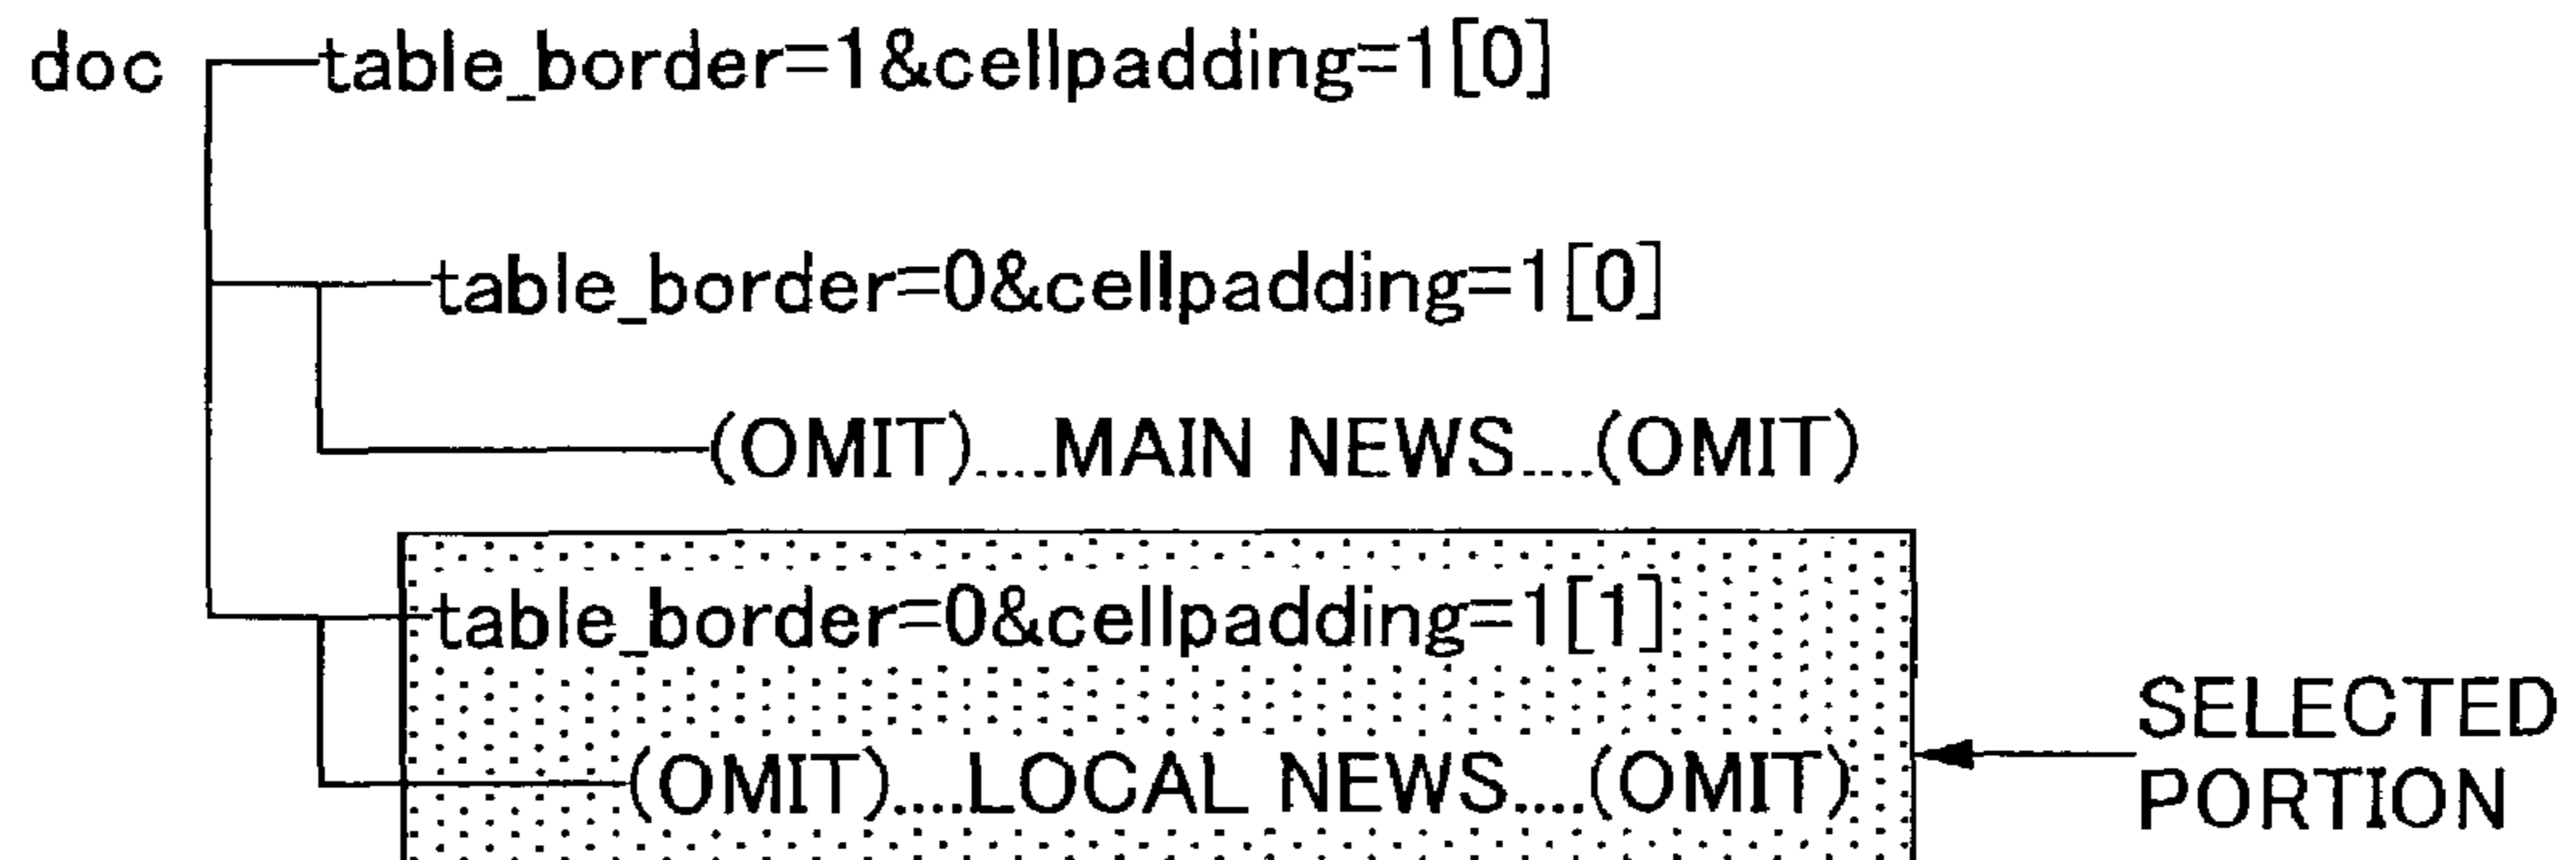 doc table_border=1&cellpadding=1[0]
table_border=0&cellpadding=1[0]
(OMIT)....MAIN NEWS....(OMIT)
table_border=0&cellpadding=1[1]
(OMIT)....LOCAL NEWS....(OMIT)
SELECTED
PORTION